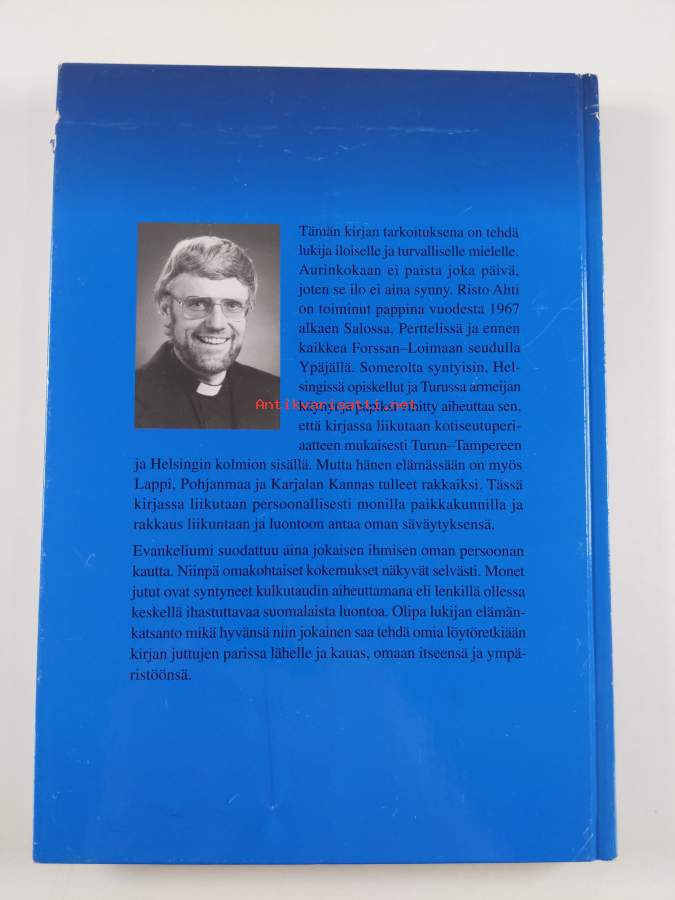 Tämän kirjan tarkoituksena on tehdä
lukija iloiselle ja turvalliselle mielelle.
Aurinkokaan ei paista joka päivä,
joten se ilo ei aina synny. Risto Ahti
on toiminut pappina vuodesta 1967
alkaen Salossa, Perttelissä ja ennen
kaikkea Forssan–Loimaan seudulla
Ypäjällä. Somerolta syntyisin, Hel-
singissä opiskellut ja Turussa armeijan
Antikvariaatti.net
ja vihitty aiheuttaa sen,
että kirjassa liikutaan kotiseutuperi-
aatteen mukaisesti Turun–Tampereen
ja Helsingin kolmion sisällä. Mutta hänen elämässään on myös
Lappi, Pohjanmaa ja Karjalan Kannas tulleet rakkaiksi. Tässä
kirjassa liikutaan persoonallisesti monilla paikkakunnilla ja
rakkaus liikuntaan ja luontoon antaa oman säväytyksensä.
Evankeliumi suodattuu aina jokaisen ihmisen oman persoonan
kautta. Niinpä omakohtaiset kokemukset näkyvät selvästi. Monet
jutut ovat syntyneet kulkutaudin aiheuttamana eli lenkillä ollessa
keskellä ihastuttavaa suomalaista luontoa. Olipa lukijan elämän-
katsanto mikä hyvänsä niin jokainen saa tehdä omia löytöretkiään
kirjan juttujen parissa lähelle ja kauas, omaan itseensä ja ympä-
ristöönsä.